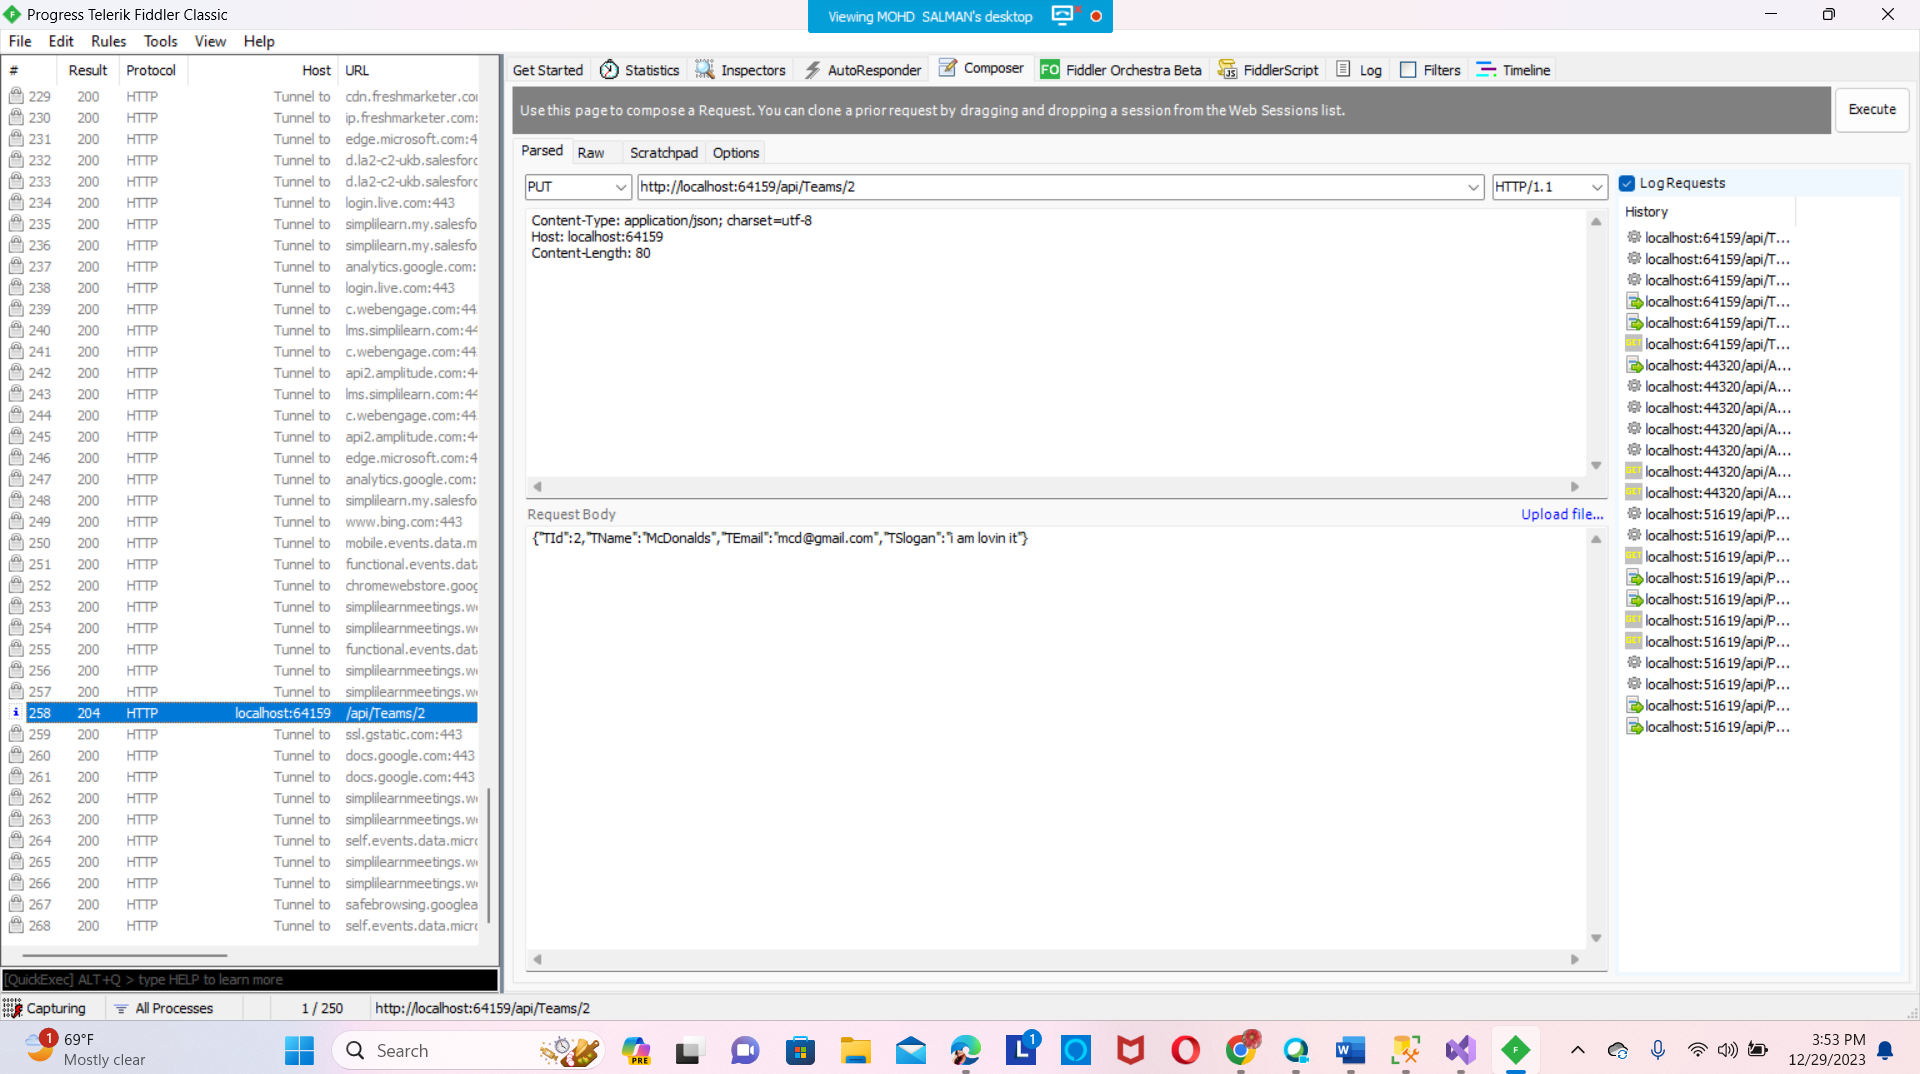 Progress Telerik Fiddler Classic
Viewing MOHD SALMAN's desktop
File Edit Rules Tools View Help
# Result Protocol Host URL
229 200 HTTP Tunnel to cdn.freshmarketer.co
230 200 HTTP Tunnel to ip.freshmarketer.com:
231 200 HTTP Tunnel to edge.microsoft.com:4
232 200 HTTP Tunnel to d.la2-c2-ukb.salesforc
233 200 HTTP Tunnel to d.la2-c2-ukb.salesforc
234 200 HTTP Tunnel to login.live.com:443
235 200 HTTP Tunnel to simplilearn.my.salesfo
236 200 HTTP Tunnel to simplilearn.my.salesfo
237 200 HTTP Tunnel to analytics.google.com:
238 200 HTTP Tunnel to login.live.com:443
239 200 HTTP Tunnel to c.webengage.com:44
240 200 HTTP Tunnel to lms.simplilearn.com:44
241 200 HTTP Tunnel to c.webengage.com:44
242 200 HTTP Tunnel to api2.amplitude.com:44
243 200 HTTP Tunnel to lms.simplilearn.com:44
244 200 HTTP Tunnel to c.webengage.com:44
245 200 HTTP Tunnel to api2.amplitude.com:44
246 200 HTTP Tunnel to edge.microsoft.com:4
247 200 HTTP Tunnel to analytics.google.com:
248 200 HTTP Tunnel to simplilearn.my.salesfo
249 200 HTTP Tunnel to www.bing.com:443
250 200 HTTP Tunnel to mobile.events.data.m
251 200 HTTP Tunnel to functional.events.dat
252 200 HTTP Tunnel to chromewebstore.goog
253 200 HTTP Tunnel to simplilearnmeetings.we
254 200 HTTP Tunnel to simplilearnmeetings.we
255 200 HTTP Tunnel to functional.events.dat
256 200 HTTP Tunnel to simplilearnmeetings.we
257 200 HTTP Tunnel to simplilearnmeetings.we
258 204 HTTP localhost:64159 /api/Teams/2
259 200 HTTP Tunnel to ssl.gstatic.com:443
260 200 HTTP Tunnel to docs.google.com:443
261 200 HTTP Tunnel to docs.google.com:443
262 200 HTTP Tunnel to simplilearnmeetings.we
263 200 HTTP Tunnel to simplilearnmeetings.we
264 200 HTTP Tunnel to self.events.data.micro
265 200 HTTP Tunnel to simplilearnmeetings.we
266 200 HTTP Tunnel to simplilearnmeetings.we
267 200 HTTP Tunnel to safebrowsing.googlea
268 200 HTTP Tunnel to self.events.data.micro
[QuickExec] ALT+Q > type HELP to learn more
Get Started Statistics Inspectors AutoResponder Composer FO Fiddler Orchestra Beta FiddlerScript Log Filters Timeline
Use this page to compose a Request. You can clone a prior request by dragging and dropping a session from the Web Sessions list.
Execute
Parsed Raw Scratchpad Options
PUT http://localhost:64159/api/Teams/2 HTTP/1.1
Content-Type: application/json; charset=utf-8
Host: localhost:64159
Content-Length: 80
Request Body Upload file...
{"TId":2,"TName":"McDonalds","TEmail":"mcd@gmail.com","TSlogan":"i am lovin it"}
Log Requests
History
localhost:64159/api/T...
localhost:64159/api/T...
localhost:64159/api/T...
localhost:64159/api/T...
localhost:64159/api/T...
GET localhost:64159/api/T...
localhost:44320/api/A...
localhost:44320/api/A...
localhost:44320/api/A...
localhost:44320/api/A...
localhost:44320/api/A...
GET localhost:44320/api/A...
GET localhost:44320/api/A...
localhost:51619/api/P...
localhost:51619/api/P...
GET localhost:51619/api/P...
localhost:51619/api/P...
localhost:51619/api/P...
GET localhost:51619/api/P...
GET localhost:51619/api/P...
localhost:51619/api/P...
localhost:51619/api/P...
localhost:51619/api/P...
localhost:51619/api/P...
Capturing All Processes 1 / 250 http://localhost:64159/api/Teams/2
1 69°F
Mostly clear
Search
PRE
L 1
W
3:53 PM
12/29/2023